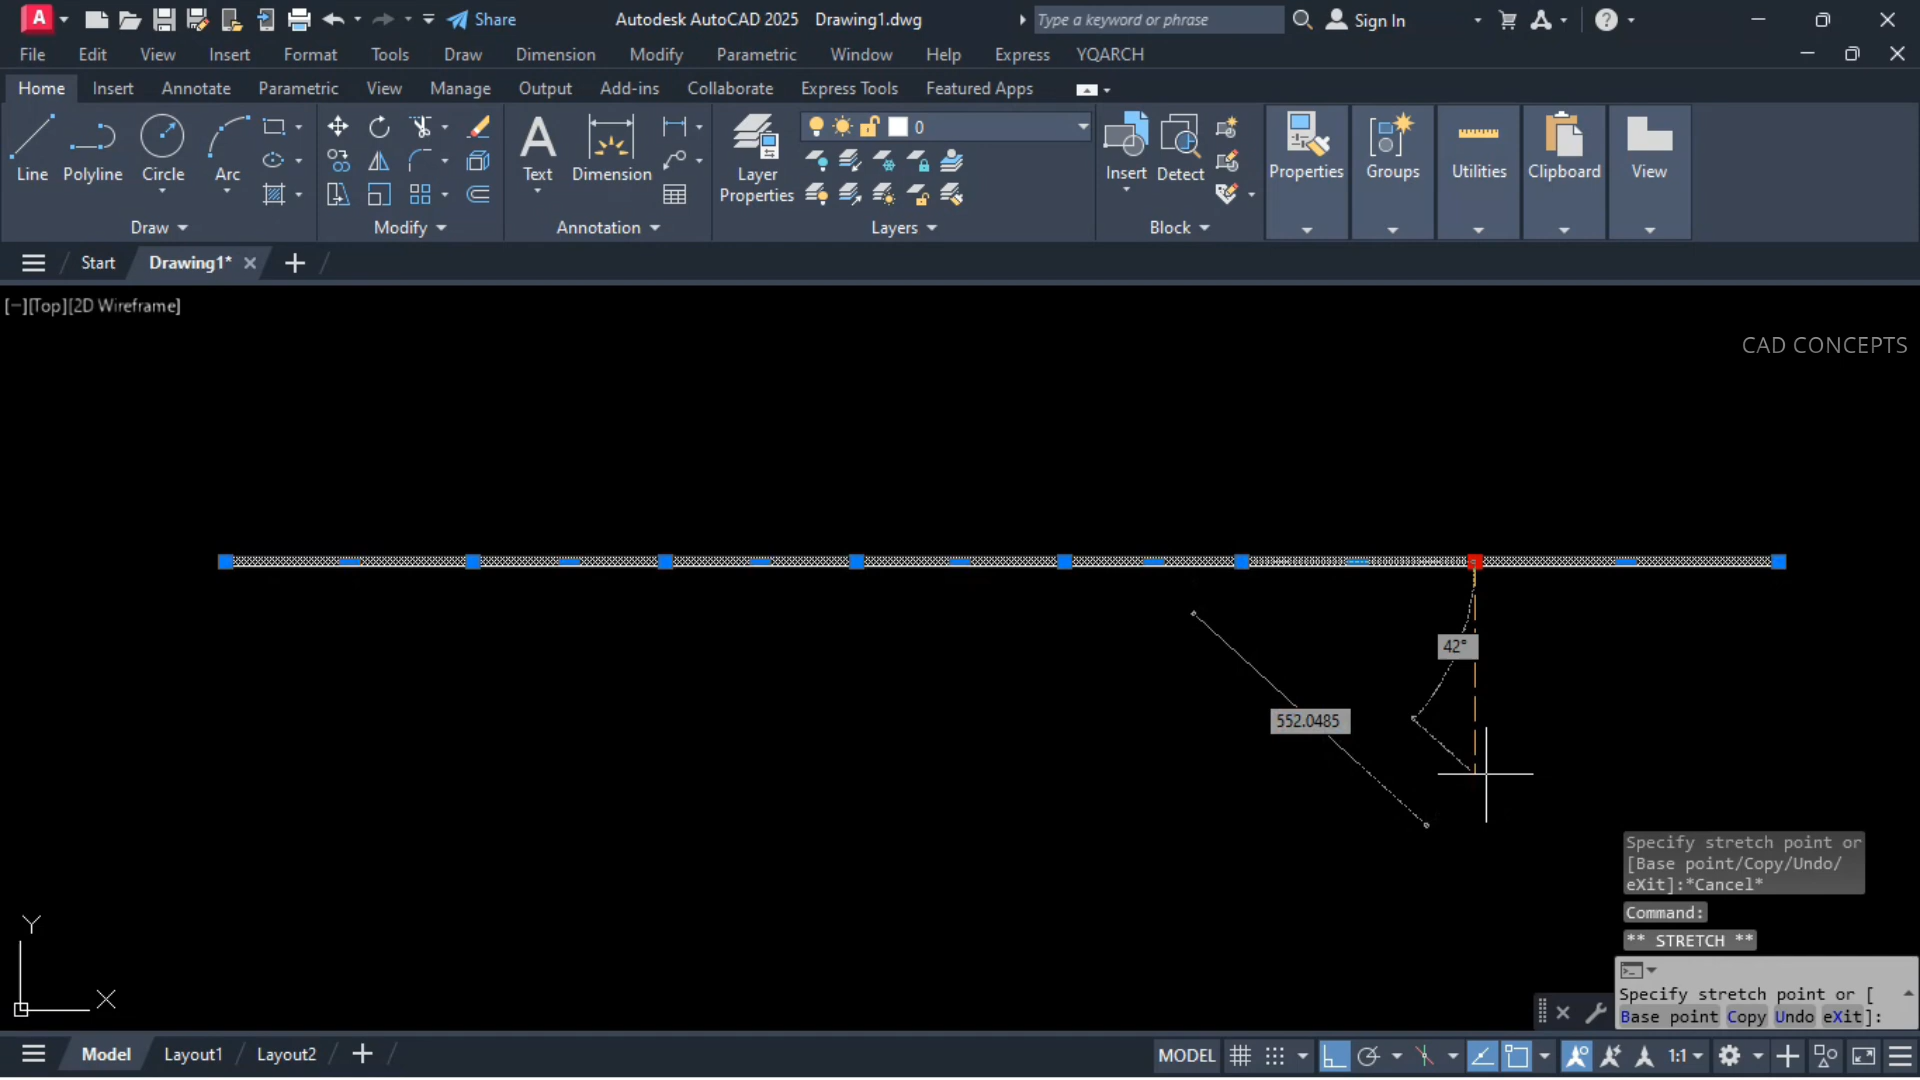 Share
Autodesk AutoCAD 2025 Drawing1.dwg
Type a keyword or phrase
Sign In
File Edit View Insert Format Tools Draw Dimension Modify Parametric Window Help Express YQARCH
Home Insert Annotate Parametric View Manage Output Add-ins Collaborate Express Tools Featured Apps
0
Line Polyline Circle Arc
Text Dimension
Layer
Properties
Insert Detect
Properties Groups Utilities Clipboard View
Draw Modify Annotation Layers Block
Start Drawing1*
[−][Top][2D Wireframe]
CAD CONCEPTS
42°
552.0485
Specify stretch point or
[Base point/Copy/Undo/
eXit]:*Cancel*
Command:
** STRETCH **
Specify stretch point or [
Base point Copy Undo eXit]:
Y
X
Model Layout1 Layout2
MODEL 1:1